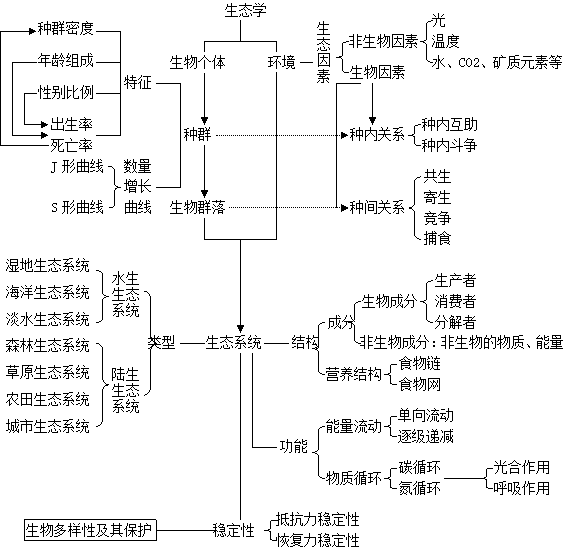 生态学
种群密度
年龄组成
性别比例
出生率
死亡率
特征
J 形曲线
S 形曲线
数量
增长
曲线
生物个体
种群
生物群落
环境
生态因素
非生物因素
生物因素
光
温度
水、CO2、矿质元素等
种内关系
种内互助
种内斗争
种间关系
共生
寄生
竞争
捕食
湿地生态系统
海洋生态系统
淡水生态系统
森林生态系统
草原生态系统
农田生态系统
城市生态系统
水生
生态
系统
陆生
生态
系统
类型
生态系统
结构
成分
生物成分
生产者
消费者
分解者
非生物成分：非生物的物质、能量
营养结构
食物链
食物网
功能
能量流动
单向流动
逐级递减
物质循环
碳循环
氮循环
光合作用
呼吸作用
生物多样性及其保护
稳定性
抵抗力稳定性
恢复力稳定性